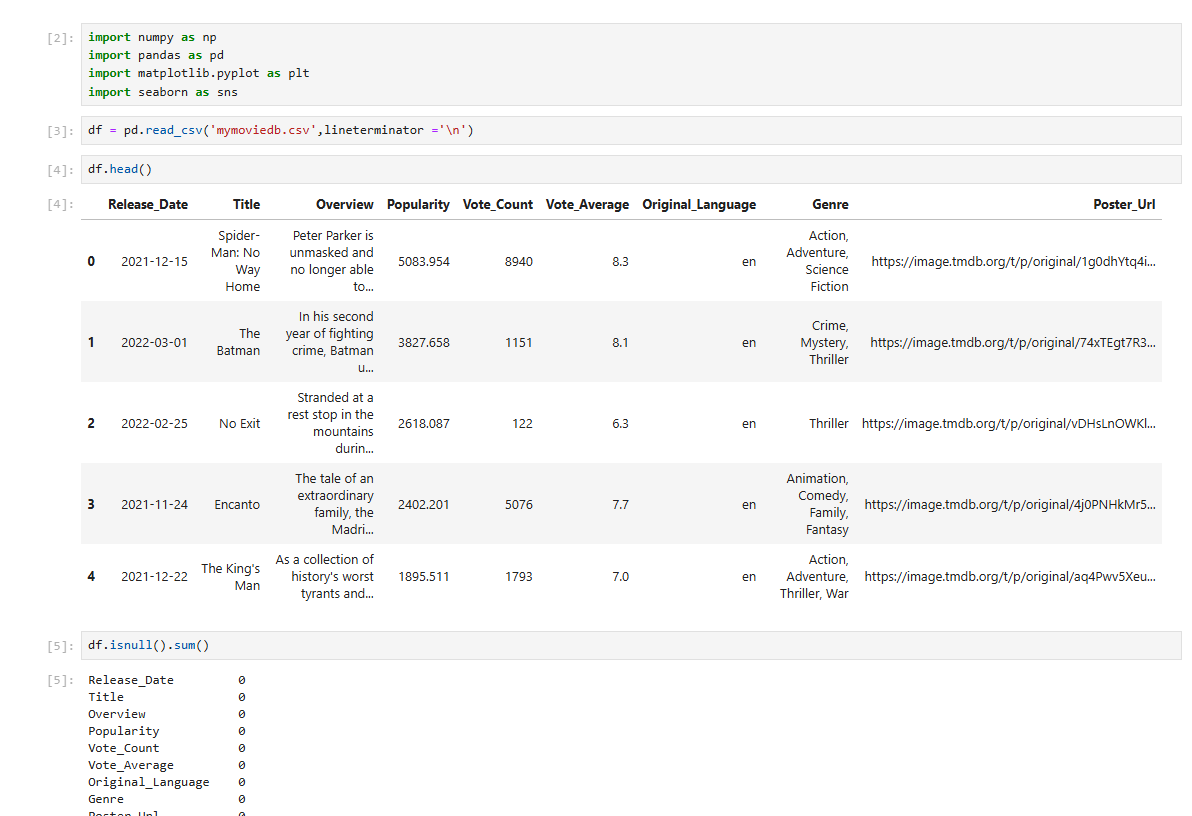 [2]: import numpy as np
import pandas as pd
import matplotlib.pyplot as plt
import seaborn as sns
[3]: df = pd.read_csv('mymoviedb.csv',lineterminator ='\n')
[4]: df.head()
[4]: Release_Date Title Overview Popularity Vote_Count Vote_Average Original_Language Genre Poster_Url
0 2021-12-15 Spider-Man: No Way Home Peter Parker is unmasked and no longer able to... 5083.954 8940 8.3 en Action, Adventure, Science Fiction https://image.tmdb.org/t/p/original/1g0dhYtq4i...
1 2022-03-01 The Batman In his second year of fighting crime, Batman u... 3827.658 1151 8.1 en Crime, Mystery, Thriller https://image.tmdb.org/t/p/original/74xTEgt7R3...
2 2022-02-25 No Exit Stranded at a rest stop in the mountains durin... 2618.087 122 6.3 en Thriller https://image.tmdb.org/t/p/original/vDHsLnOWKl...
3 2021-11-24 Encanto The tale of an extraordinary family, the Madri... 2402.201 5076 7.7 en Animation, Comedy, Family, Fantasy https://image.tmdb.org/t/p/original/4j0PNHkMr5...
4 2021-12-22 The King's Man As a collection of history's worst tyrants and... 1895.511 1793 7.0 en Action, Adventure, Thriller, War https://image.tmdb.org/t/p/original/aq4Pwv5Xeu...
[5]: df.isnull().sum()
[5]: Release_Date 0
Title 0
Overview 0
Popularity 0
Vote_Count 0
Vote_Average 0
Original_Language 0
Genre 0
Poster_Url 0